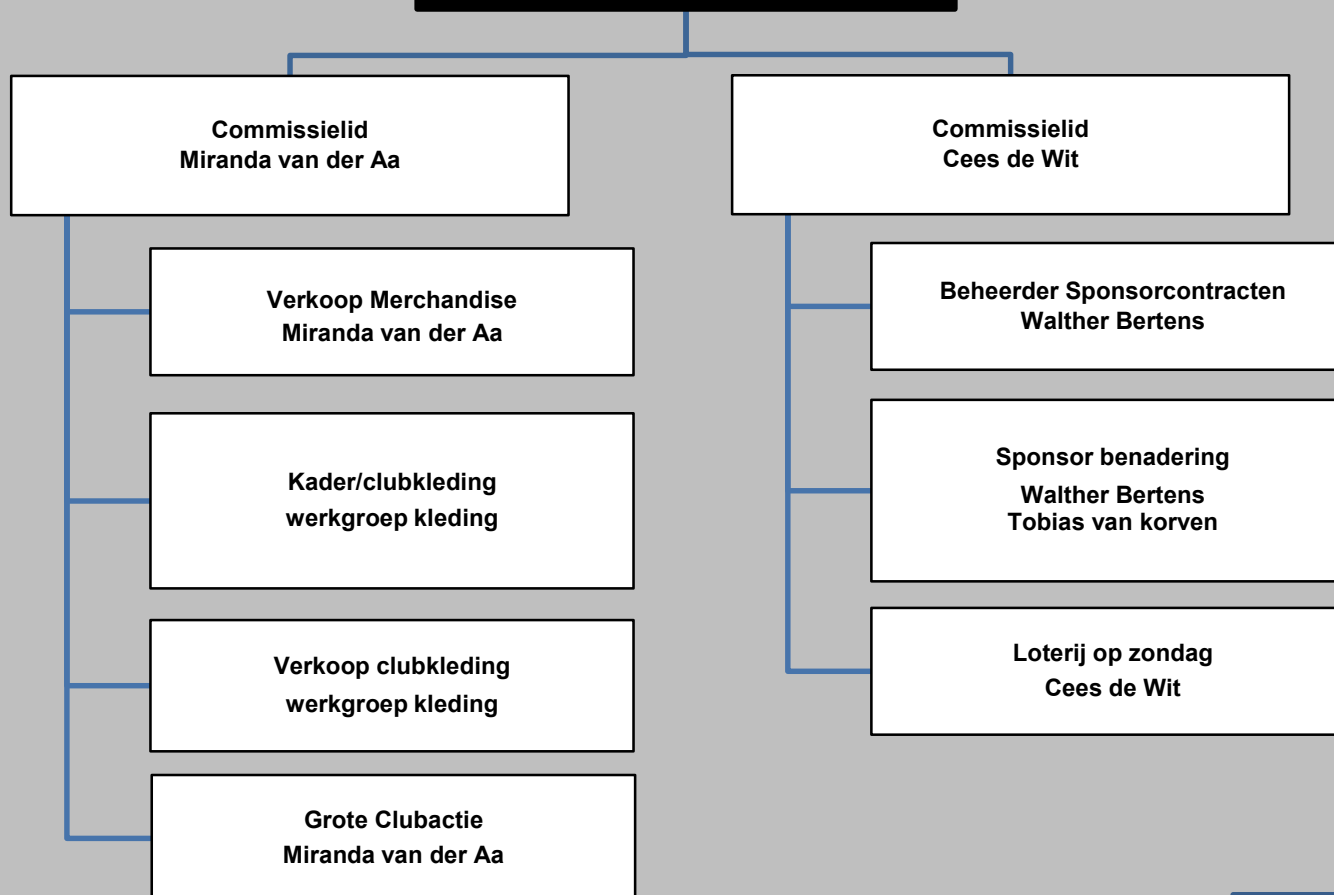 Commissielid
Miranda van der Aa
Verkoop Merchandise
Miranda van der Aa
Kader/clubkleding
werkgroep kleding
Verkoop clubkleding
werkgroep kleding
Grote Clubactie
Miranda van der Aa
Commissielid
Cees de Wit
Beheerder Sponsorcontracten
Walther Bertens
Sponsor benadering
Walther Bertens
Tobias van korven
Loterij op zondag
Cees de Wit